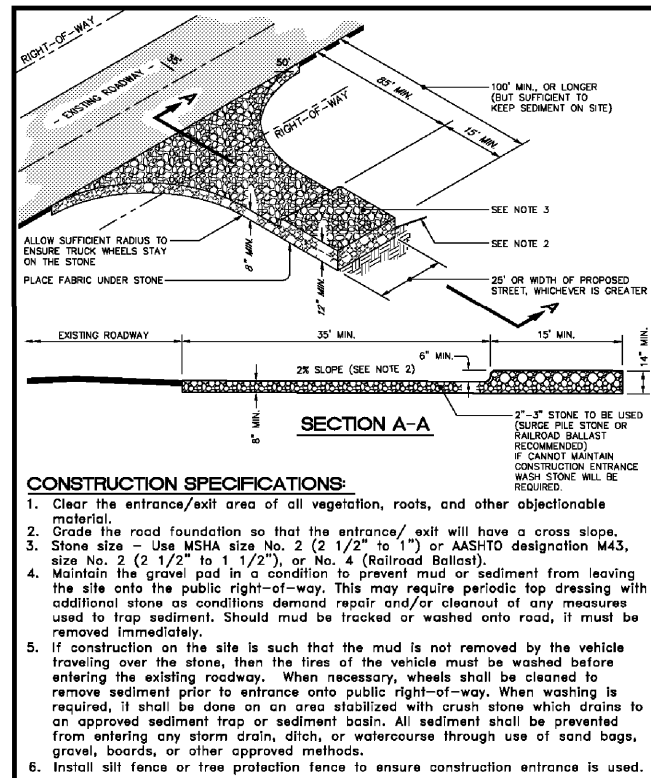 RIGHT-OF-WAY
EXISTING ROADWAY
50'
A
RIGHT-OF-WAY
85' MIN.
15' MIN.
100' MIN., OR LONGER
(BUT SUFFICIENT TO
KEEP SEDIMENT ON SITE)
SEE NOTE 3
SEE NOTE 2
ALLOW SUFFICIENT RADIUS TO
ENSURE TRUCK WHEELS STAY
ON THE STONE
PLACE FABRIC UNDER STONE
8" MIN.
12" MIN.
25' OR WIDTH OF PROPOSED
STREET, WHICHEVER IS GREATER
A
EXISTING ROADWAY
35' MIN.
15' MIN.
6" MIN.
14" MIN.
2% SLOPE (SEE NOTE 2)
8" MIN.
SECTION A-A
2"-3" STONE TO BE USED
(SURGE PILE STONE OR
RAILROAD BALLAST
RECOMMENDED)
IF CANNOT MAINTAIN
CONSTRUCTION ENTRANCE
WASH STONE WILL BE
REQUIRED.
CONSTRUCTION SPECIFICATIONS:
1. Clear the entrance/exit area of all vegetation, roots, and other objectionable
material.
2. Grade the road foundation so that the entrance/ exit will have a cross slope.
3. Stone size – Use MSHA size No. 2 (2 1/2" to 1") or AASHTO designation M43,
size No. 2 (2 1/2" to 1 1/2"), or No. 4 (Railroad Ballast).
4. Maintain the gravel pad in a condition to prevent mud or sediment from leaving
the site onto the public right-of-way. This may require periodic top dressing with
additional stone as conditions demand repair and/or cleanout of any measures
used to trap sediment. Should mud be tracked or washed onto road, it must be
removed immediately.
5. If construction on the site is such that the mud is not removed by the vehicle
traveling over the stone, then the tires of the vehicle must be washed before
entering the existing roadway. When necessary, wheels shall be cleaned to
remove sediment prior to entrance onto public right-of-way. When washing is
required, it shall be done on an area stabilized with crush stone which drains to
an approved sediment trap or sediment basin. All sediment shall be prevented
from entering any storm drain, ditch, or watercourse through use of sand bags,
gravel, boards, or other approved methods.
6. Install silt fence or tree protection fence to ensure construction entrance is used.